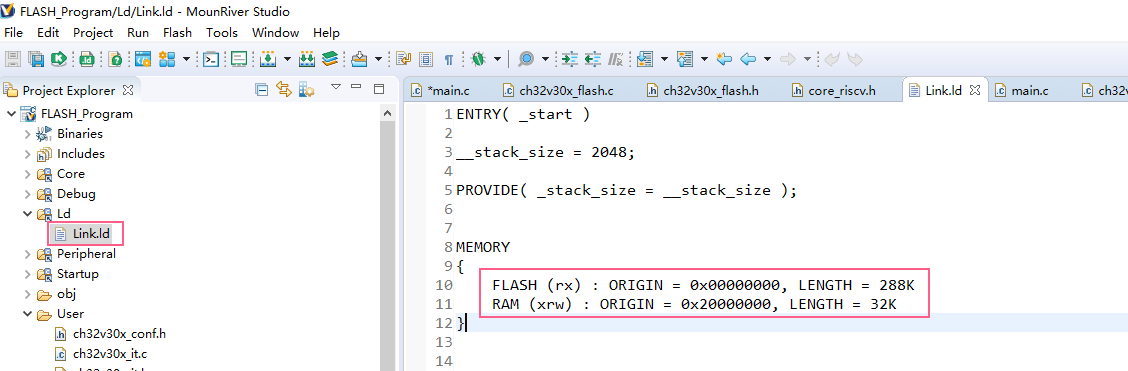 FLASH_Program/Ld/Link.ld - MounRiver Studio
File Edit Project Run Flash Tools Window Help
Project Explorer
FLASH_Program
Binaries
Includes
Core
Debug
Ld
Link.ld
Peripheral
Startup
obj
User
ch32v30x_conf.h
ch32v30x_it.c
*main.c ch32v30x_flash.c ch32v30x_flash.h core_riscv.h Link.ld main.c
1 ENTRY( _start )
2
3 __stack_size = 2048;
4
5 PROVIDE( _stack_size = __stack_size );
6
7
8 MEMORY
9 {
10 FLASH (rx) : ORIGIN = 0x00000000, LENGTH = 288K
11 RAM (xrw) : ORIGIN = 0x20000000, LENGTH = 32K
12 }
13
14